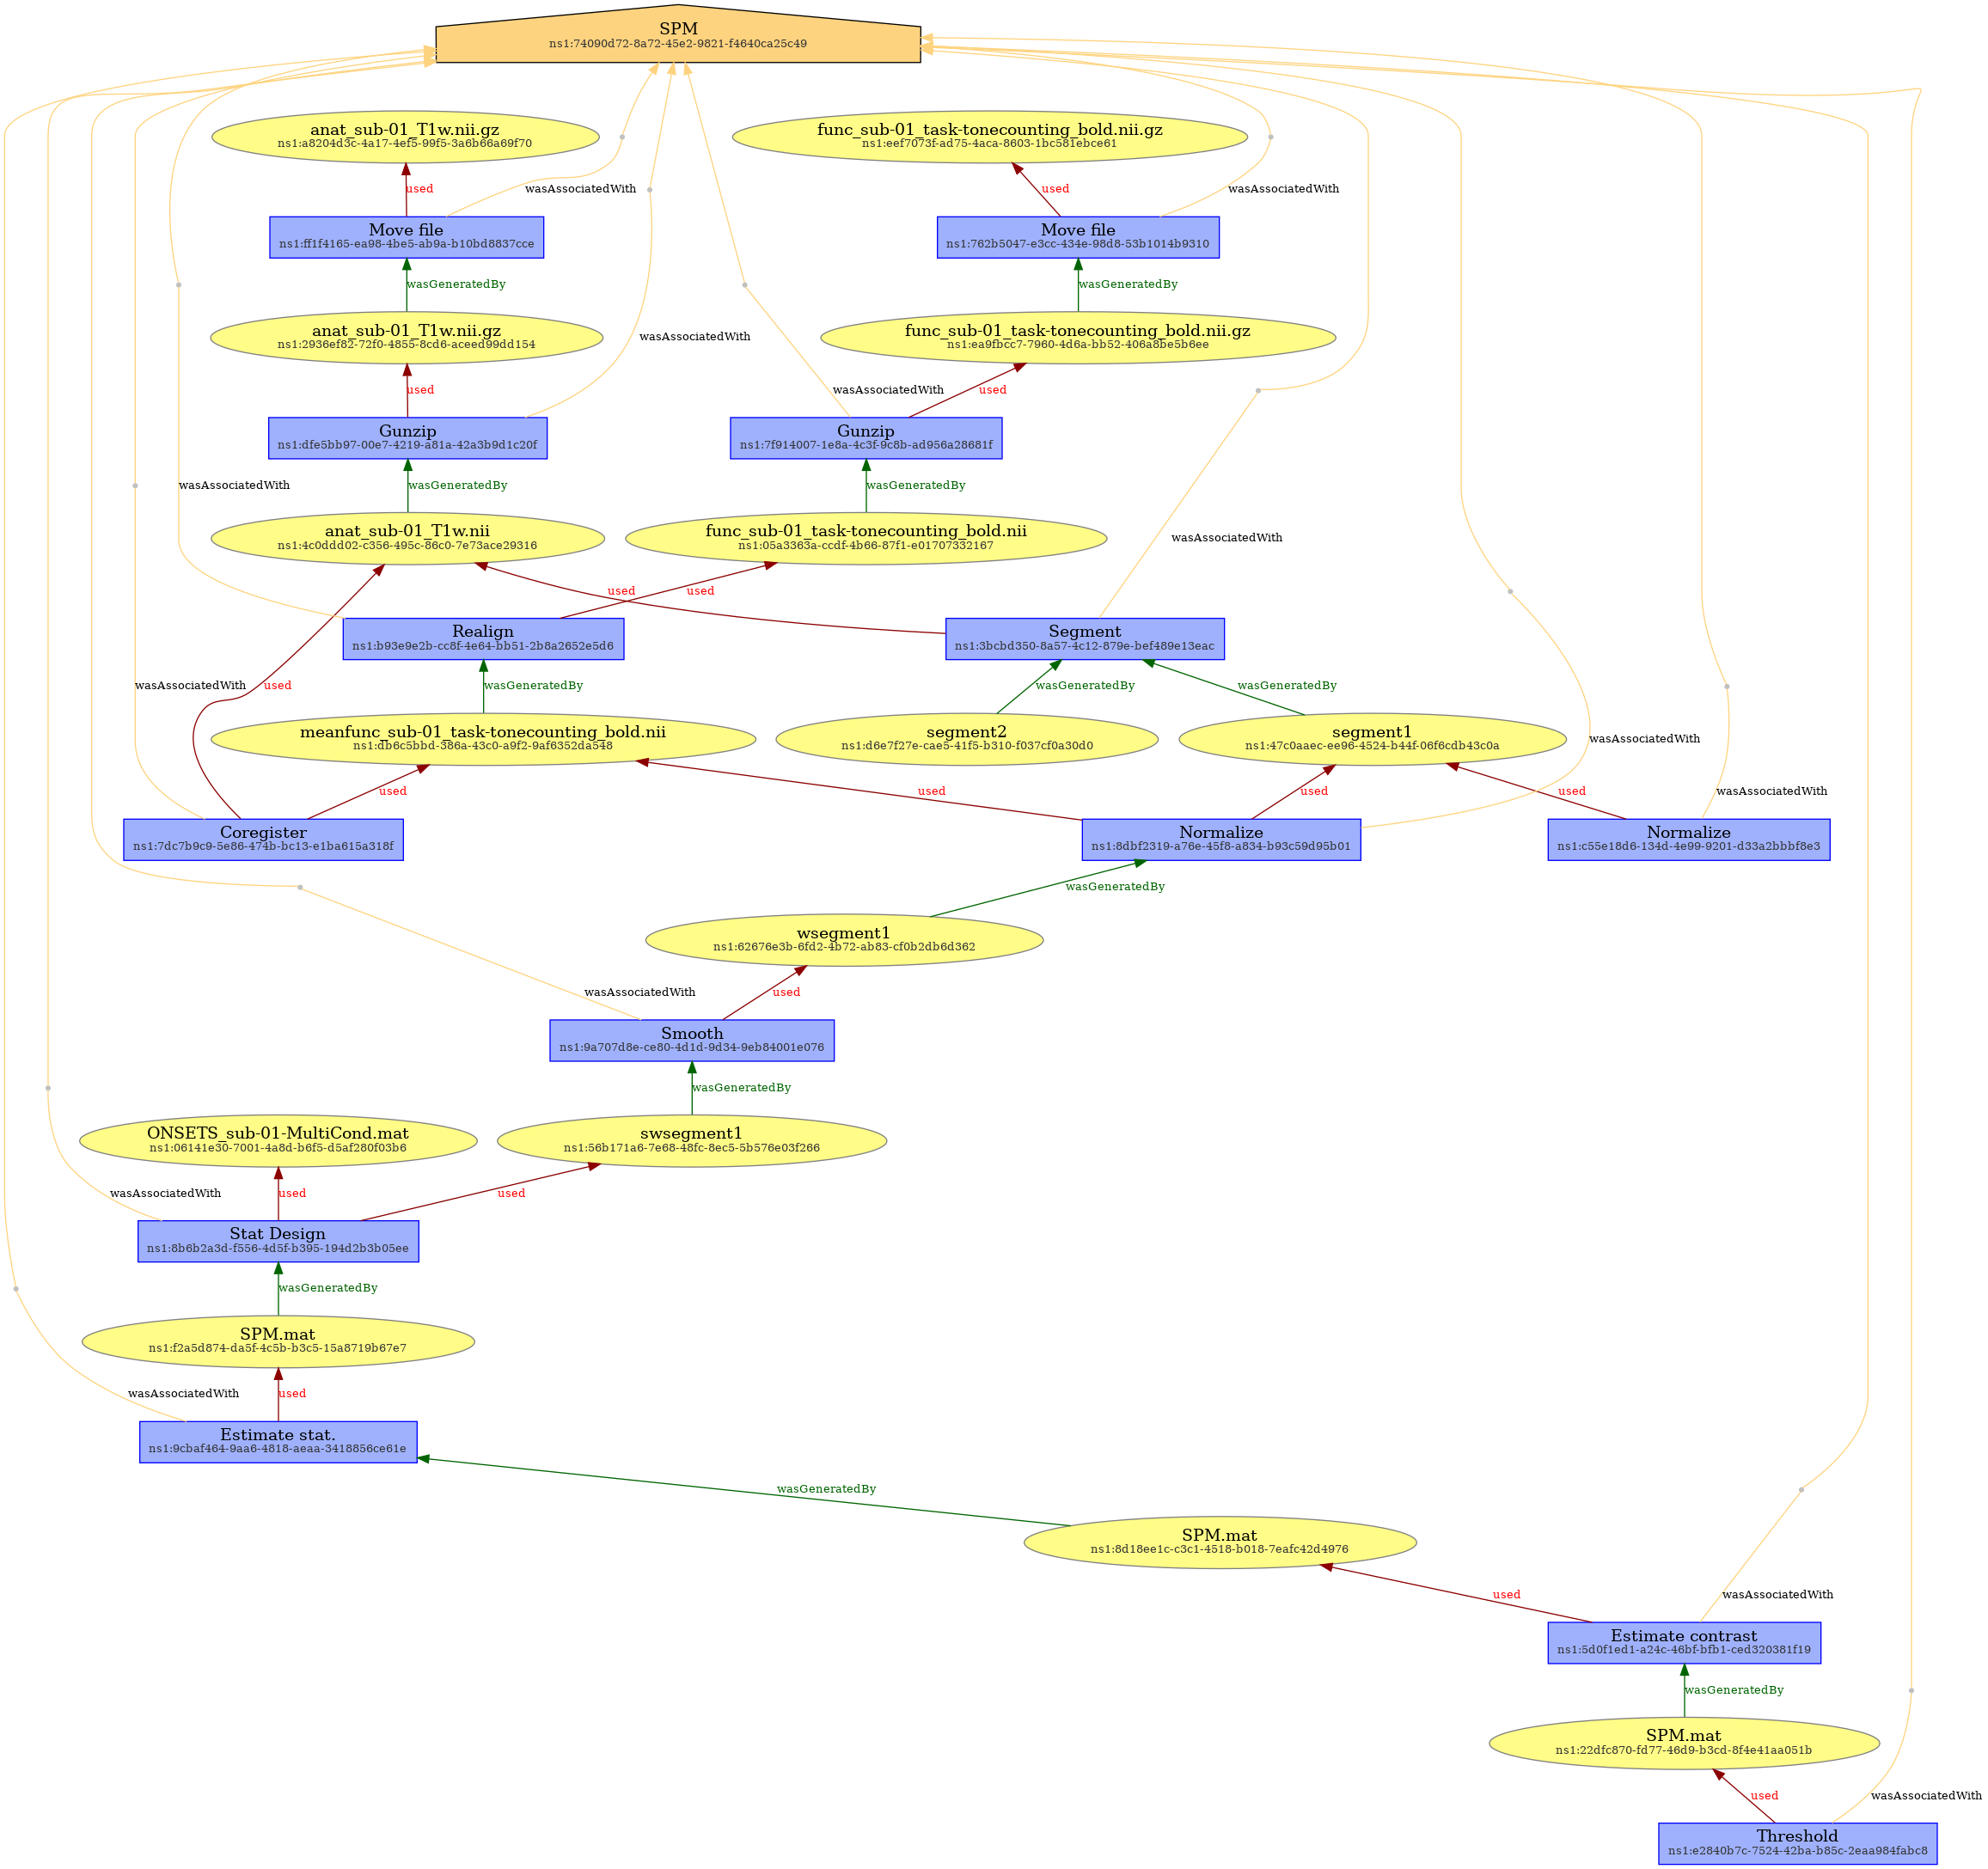 SPM
ns1:74090d72-8a72-45e2-9821-f4640ca25c49
anat_sub-01_T1w.nii.gz
ns1:a8204d3c-4a17-4ef5-99f5-3a6b66a69f70
func_sub-01_task-tonecounting_bold.nii.gz
ns1:eef7073f-ad75-4aca-8603-1bc581ebce61
used
wasAssociatedWith
used
wasAssociatedWith
Move file
ns1:ff1f4165-ea98-4be5-ab9a-b10bd8837cce
Move file
ns1:762b5047-e3cc-434e-98d8-53b1014b9310
wasGeneratedBy
wasGeneratedBy
anat_sub-01_T1w.nii.gz
ns1:2936ef82-72f0-4855-8cd6-aceed99dd154
wasAssociatedWith
func_sub-01_task-tonecounting_bold.nii.gz
ns1:ea9fbcc7-7960-4d6a-bb52-406a8be5b6ee
used
wasAssociatedWith
used
Gunzip
ns1:dfe5bb97-00e7-4219-a81a-42a3b9d1c20f
Gunzip
ns1:7f914007-1e8a-4c3f-9c8b-ad956a28681f
wasAssociatedWith
wasGeneratedBy
wasGeneratedBy
anat_sub-01_T1w.nii
ns1:4c0ddd02-c356-495c-86c0-7e73ace29316
func_sub-01_task-tonecounting_bold.nii
ns1:05a3363a-ccdf-4b66-87f1-e01707332167
wasAssociatedWith
used
used
Realign
ns1:b93e9e2b-cc8f-4e64-bb51-2b8a2652e5d6
Segment
ns1:3bcbd350-8a57-4c12-879e-bef489e13eac
wasAssociatedWith
used
wasGeneratedBy
wasGeneratedBy
wasGeneratedBy
meanfunc_sub-01_task-tonecounting_bold.nii
ns1:db6c5bbd-386a-43c0-a9f2-9af6352da548
segment2
ns1:d6e7f27e-cae5-41f5-b310-f037cf0a30d0
segment1
ns1:47c0aaec-ee96-4524-b44f-06f6cdb43c0a
wasAssociatedWith
used
used
used
used
wasAssociatedWith
Coregister
ns1:7dc7b9c9-5e86-474b-bc13-e1ba615a318f
Normalize
ns1:8dbf2319-a76e-45f8-a834-b93c59d95b01
Normalize
ns1:c55e18d6-134d-4e99-9201-d33a2bbbf8e3
wasGeneratedBy
wsegment1
ns1:62676e3b-6fd2-4b72-ab83-cf0b2db6d362
wasAssociatedWith
used
Smooth
ns1:9a707d8e-ce80-4d1d-9d34-9eb84001e076
wasGeneratedBy
ONSETS_sub-01-MultiCond.mat
ns1:06141e30-7001-4a8d-b6f5-d5af280f03b6
swsegment1
ns1:56b171a6-7e68-48fc-8ec5-5b576e03f266
wasAssociatedWith
used
used
Stat Design
ns1:8b6b2a3d-f556-4d5f-b395-194d2b3b05ee
wasGeneratedBy
SPM.mat
ns1:f2a5d874-da5f-4c5b-b3c5-15a8719b67e7
wasAssociatedWith
used
Estimate stat.
ns1:9cbaf464-9aa6-4818-aeaa-3418856ce61e
wasGeneratedBy
SPM.mat
ns1:8d18ee1c-c3c1-4518-b018-7eafc42d4976
used
wasAssociatedWith
Estimate contrast
ns1:5d0f1ed1-a24c-46bf-bfb1-ced320381f19
wasGeneratedBy
SPM.mat
ns1:22dfc870-fd77-46d9-b3cd-8f4e41aa051b
used
wasAssociatedWith
Threshold
ns1:e2840b7c-7524-42ba-b85c-2eaa984fabc8